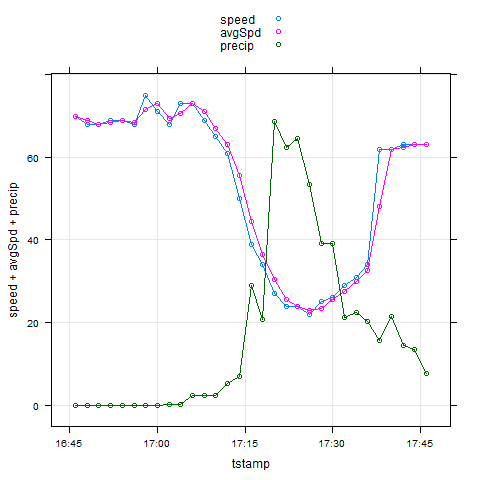 speed
avgSpd
precip
speed + avgSpd + precip
60
40
20
0
16:45 17:00 17:15 17:30 17:45
tstamp